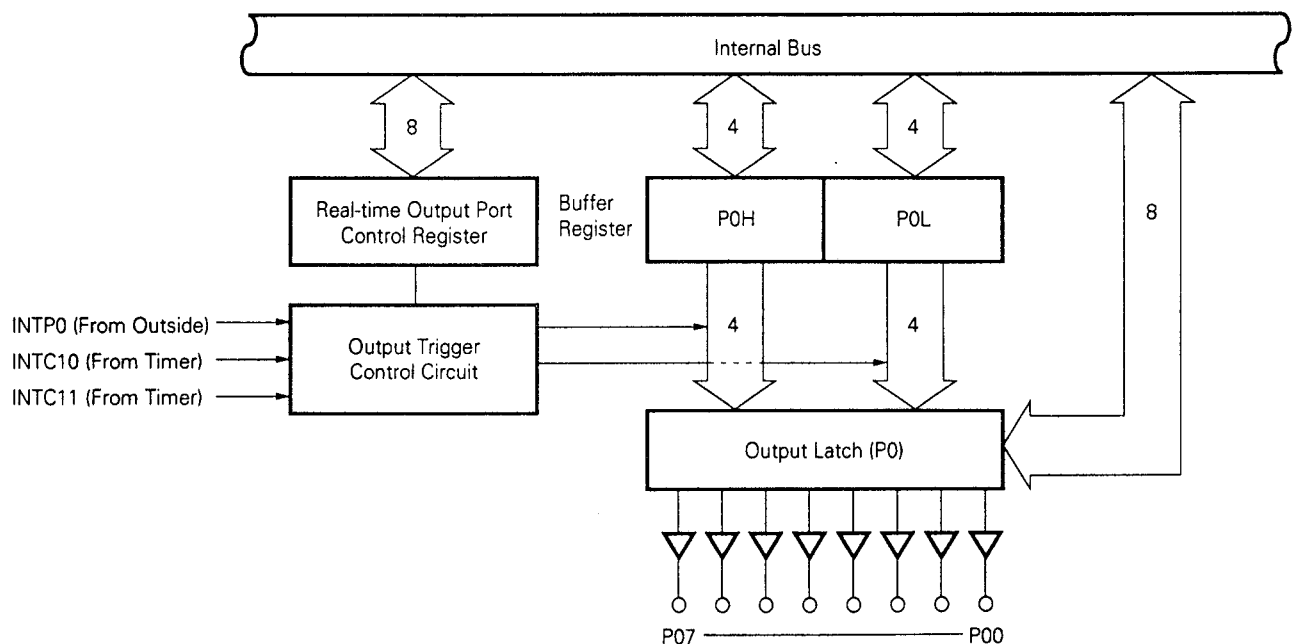 Internal Bus
8
4
4
Real-time Output Port
Control Register
Buffer
Register
P0H
P0L
8
INTP0 (From Outside)
INTC10 (From Timer)
INTC11 (From Timer)
Output Trigger
Control Circuit
4
4
Output Latch (P0)
P07
P00